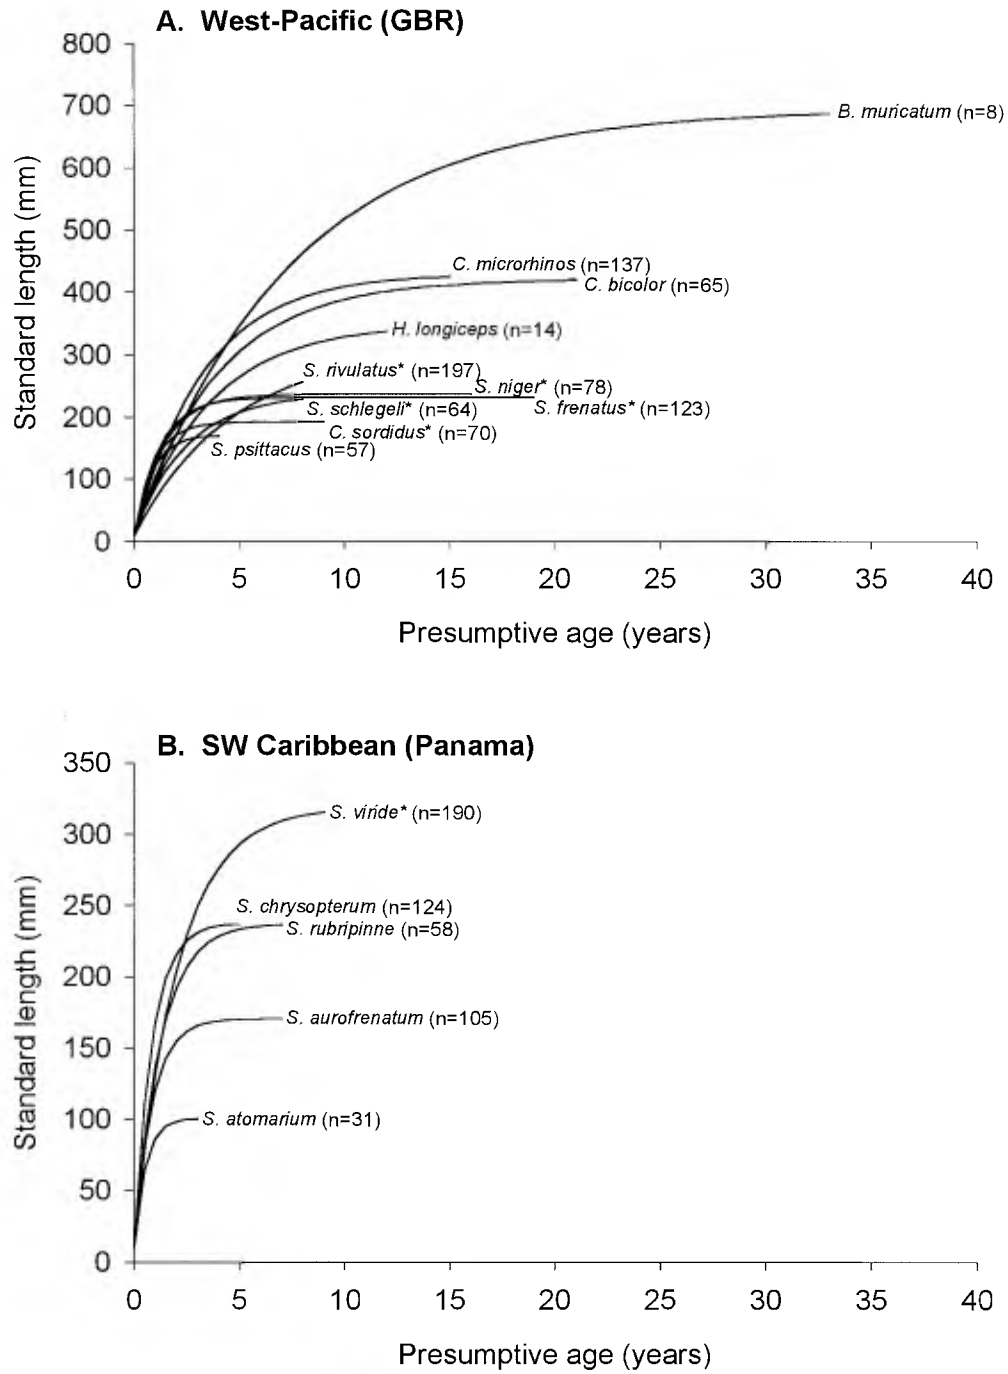 A. West-Pacific (GBR)
800
700
600
500
400
300
200
100
0
Standard length (mm)
B. muricatum (n=8)
C. microrhinos (n=137)
C. bicolor (n=65)
H. longiceps (n=14)
S. rivulatus* (n=197)
S. niger* (n=78)
S. schlegeli* (n=64)
S. frenatus* (n=123)
C. sordidus* (n=70)
S. psittacus (n=57)
0 5 10 15 20 25 30 35 40
Presumptive age (years)
B. SW Caribbean (Panama)
350
300
250
200
150
100
50
0
Standard length (mm)
S. viride* (n=190)
S. chrysopterum (n=124)
S. rubripinne (n=58)
S. aurofrenatum (n=105)
S. atomarium (n=31)
0 5 10 15 20 25 30 35 40
Presumptive age (years)